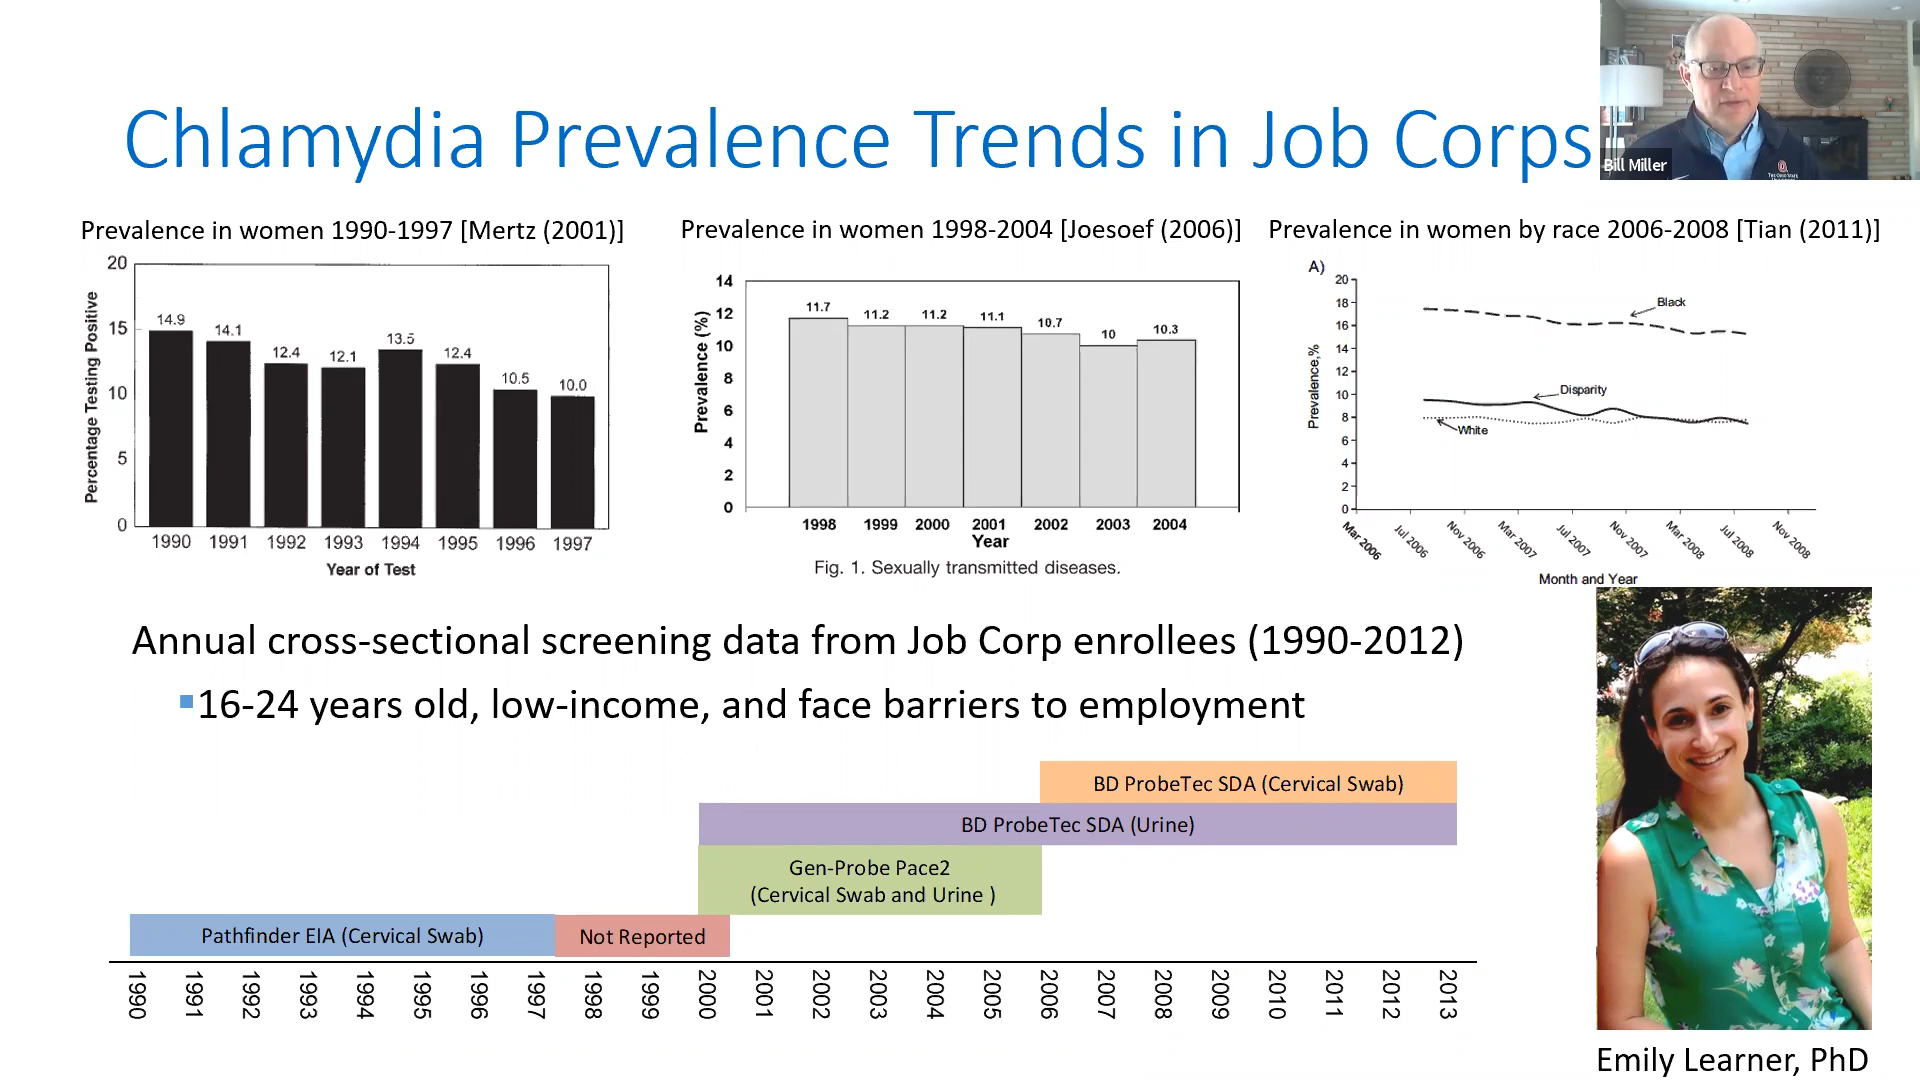 Chlamydia Prevalence Trends in Job Corps
Bill Miller
Prevalence in women 1990-1997 [Mertz (2001)]
Percentage Testing Positive
20
15
10
5
0
14.9
14.1
12.4
12.1
13.5
12.4
10.5
10.0
1990 1991 1992 1993 1994 1995 1996 1997
Year of Test
Prevalence in women 1998-2004 [Joesoef (2006)]
Prevalence (%)
14
12
10
8
6
4
2
0
11.7
11.2
11.2
11.1
10.7
10
10.3
1998 1999 2000 2001 2002 2003 2004
Year
Fig. 1. Sexually transmitted diseases.
Prevalence in women by race 2006-2008 [Tian (2011)]
A)
Prevalence,%
20
18
16
14
12
10
8
6
4
2
0
Black
Disparity
White
Mar 2006 Jul 2006 Nov 2006 Mar 2007 Jul 2007 Nov 2007 Mar 2008 Jul 2008 Nov 2008
Month and Year
Annual cross-sectional screening data from Job Corp enrollees (1990-2012)
16-24 years old, low-income, and face barriers to employment
BD ProbeTec SDA (Cervical Swab)
BD ProbeTec SDA (Urine)
Gen-Probe Pace2
(Cervical Swab and Urine )
Pathfinder EIA (Cervical Swab)
Not Reported
1990 1991 1992 1993 1994 1995 1996 1997 1998 1999 2000 2001 2002 2003 2004 2005 2006 2007 2008 2009 2010 2011 2012 2013
Emily Learner, PhD